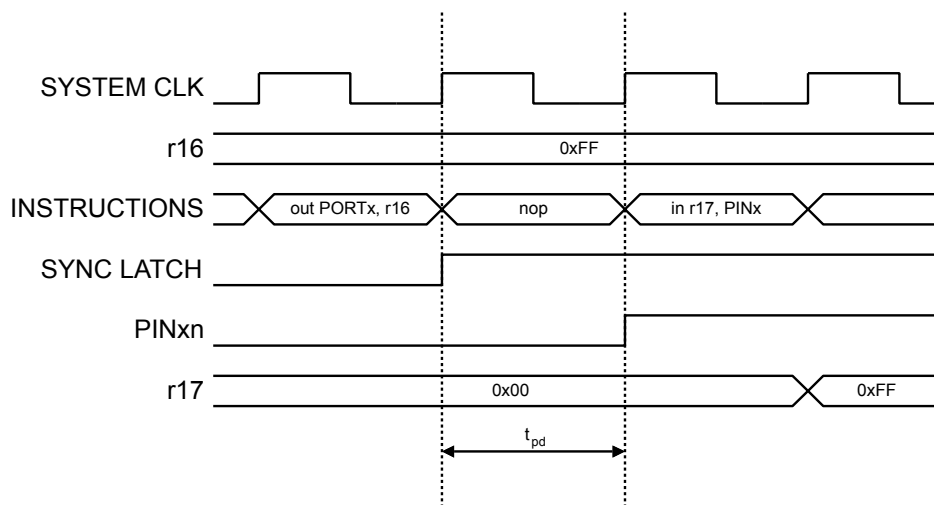 SYSTEM CLK
r16
0xFF
INSTRUCTIONS
out PORTx, r16
nop
in r17, PINx
SYNC LATCH
PINxn
r17
0x00
0xFF
tpd